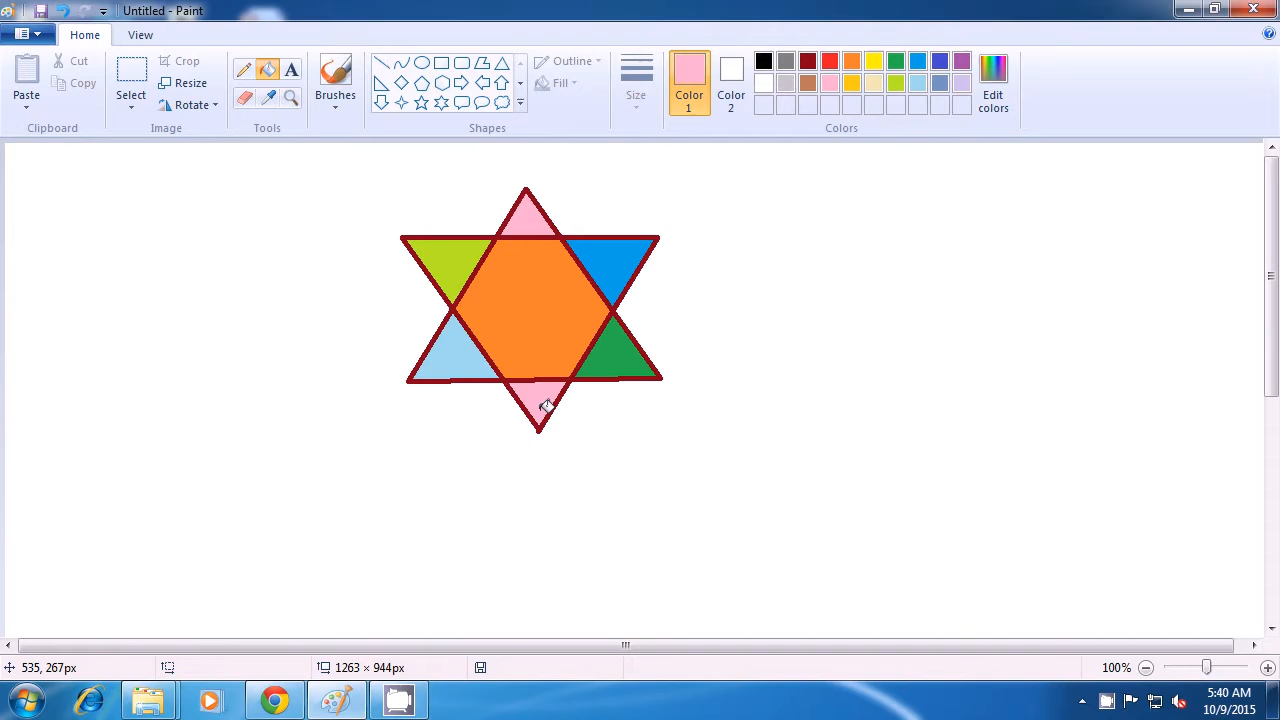 Untitled - Paint
Home View
Paste
Clipboard
Cut
Copy
Select
Crop
Resize
Rotate
Image
A
Tools
Brushes
Shapes
Outline
Fill
Size
Color 1
Color 2
Edit colors
Colors
535, 267px
1263 × 944px
100%
5:40 AM
10/9/2015